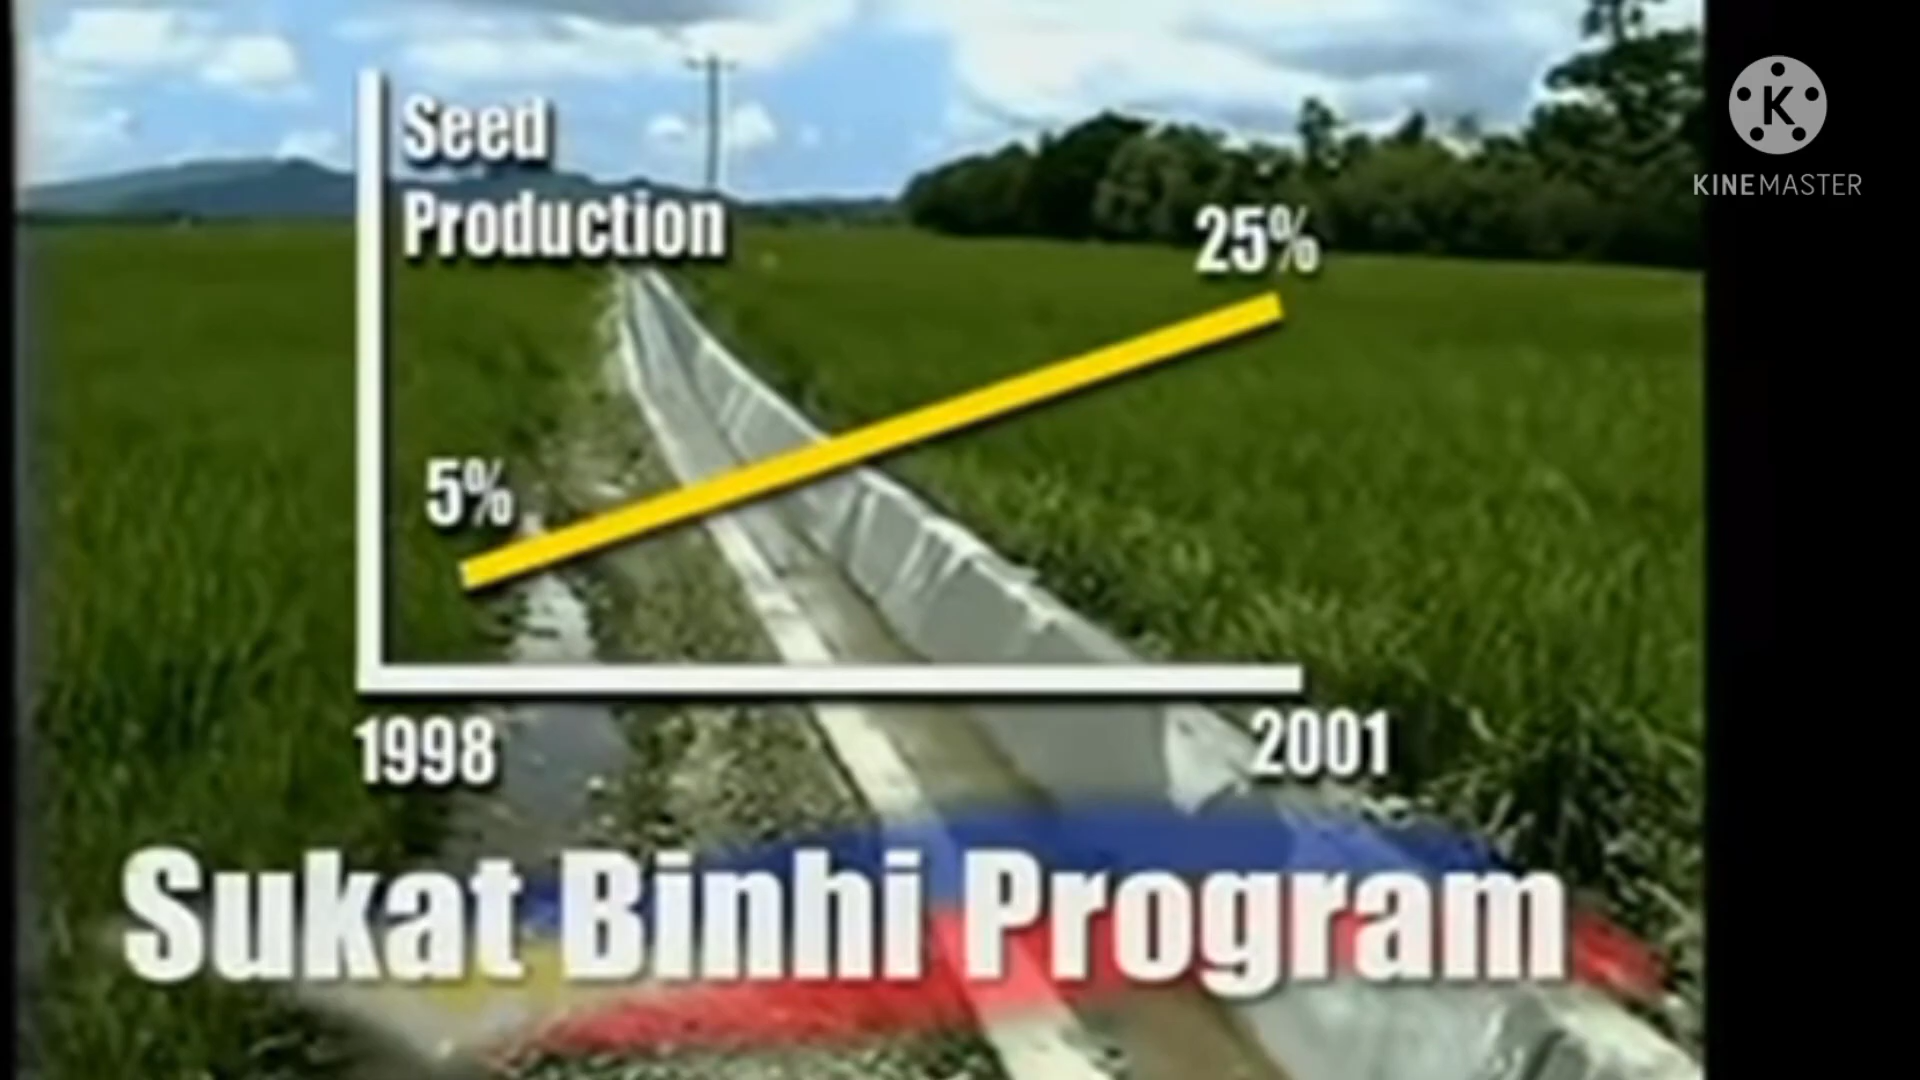 Seed
Production
25%
5%
1998
2001
Sukat Binhi Program
K
KINEMASTER